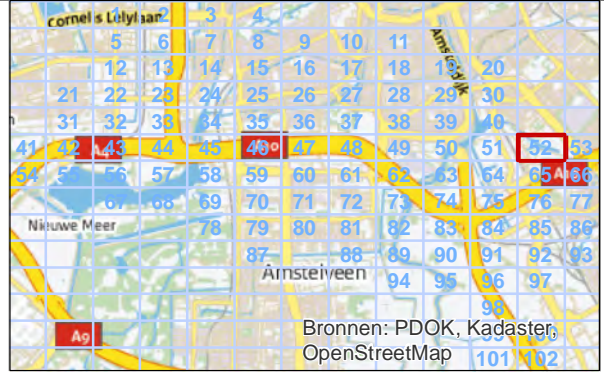 Cornelis Lelylaan
1 2 3 4
5 6 7 8 9 10 11
Amsteldijk
12 13 14 15 16 17 18 19 20
21 22 23 24 25 26 27 28 29 30
31 32 33 34 35 36 37 38 39 40
41 42 43 44 45 46 47 48 49 50 51 52 53
54 55 56 57 58 59 60 61 62 63 64 65 66
67 68 69 70 71 72 73 74 75 76 77
Nieuwe Meer
78 79 80 81 82 83 84 85 86
87 88 89 90 91 92 93
Amstelveen
94 95 96 97
98
A9
Bronnen: PDOK, Kadaster,
OpenStreetMap
101 102